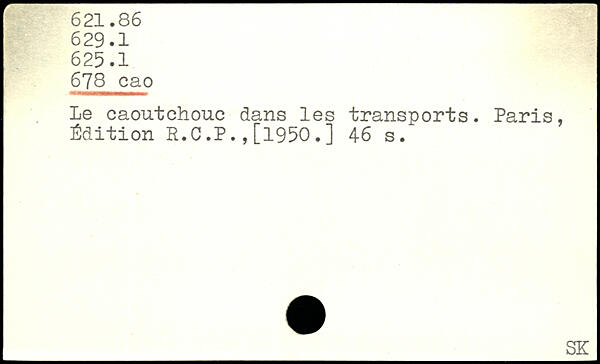 621.86
629.1
625.1
678 cao
Le caoutchouc dans les transports. Paris,
Édition R.C.P.,[1950.] 46 s.
SK